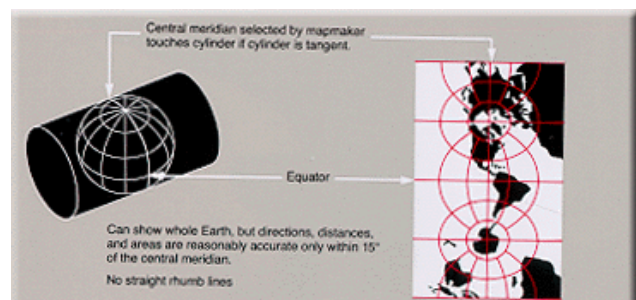 Central meridian selected by mapmaker
touches cylinder if cylinder is tangent.
Equator
Can show whole Earth, but directions, distances,
and areas are reasonably accurate only within 15°
of the central meridian.
No straight rhumb lines